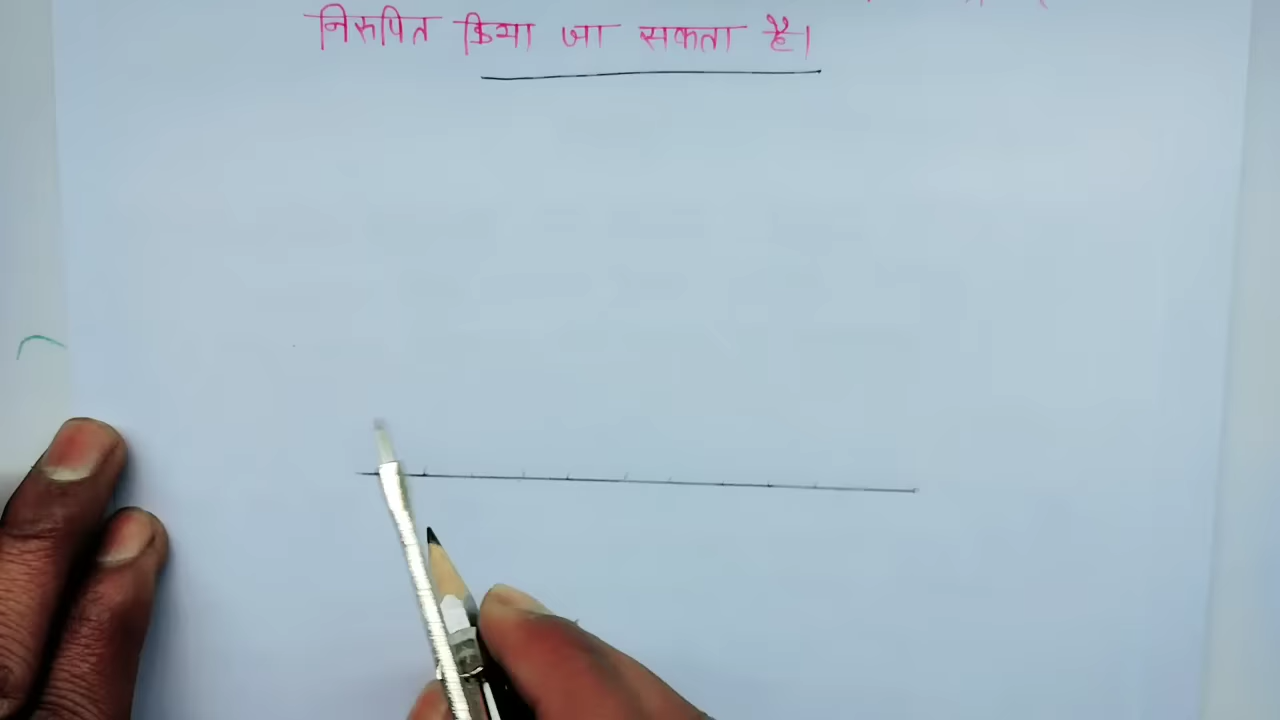 निरुपित किया जा सकता है।